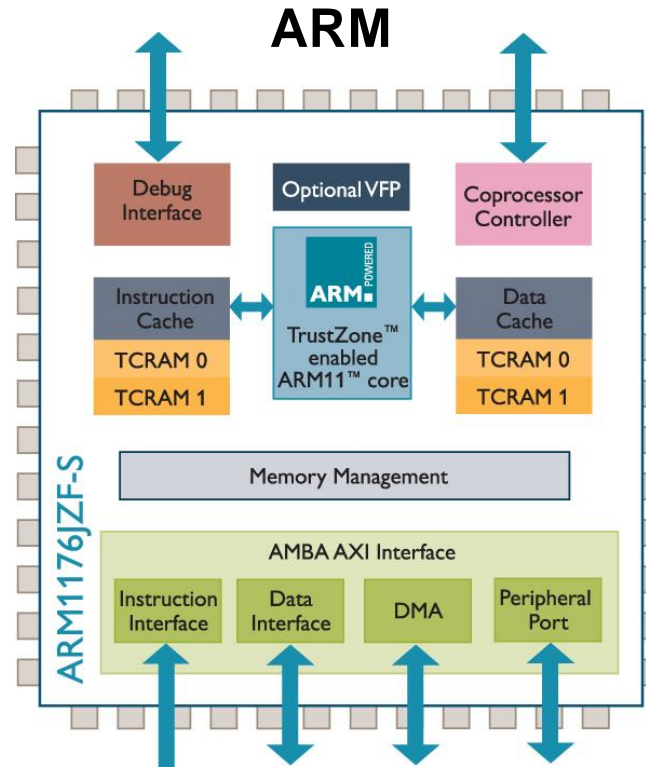 ARM
Debug
Interface
Optional VFP
Coprocessor
Controller
ARM
POWERED
Instruction
Cache
TrustZone™
enabled
ARM11™ core
Data
Cache
TCRAM 0
TCRAM 1
TCRAM 0
TCRAM 1
Memory Management
ARM1176JZF-S
AMBA AXI Interface
Instruction
Interface
Data
Interface
DMA
Peripheral
Port